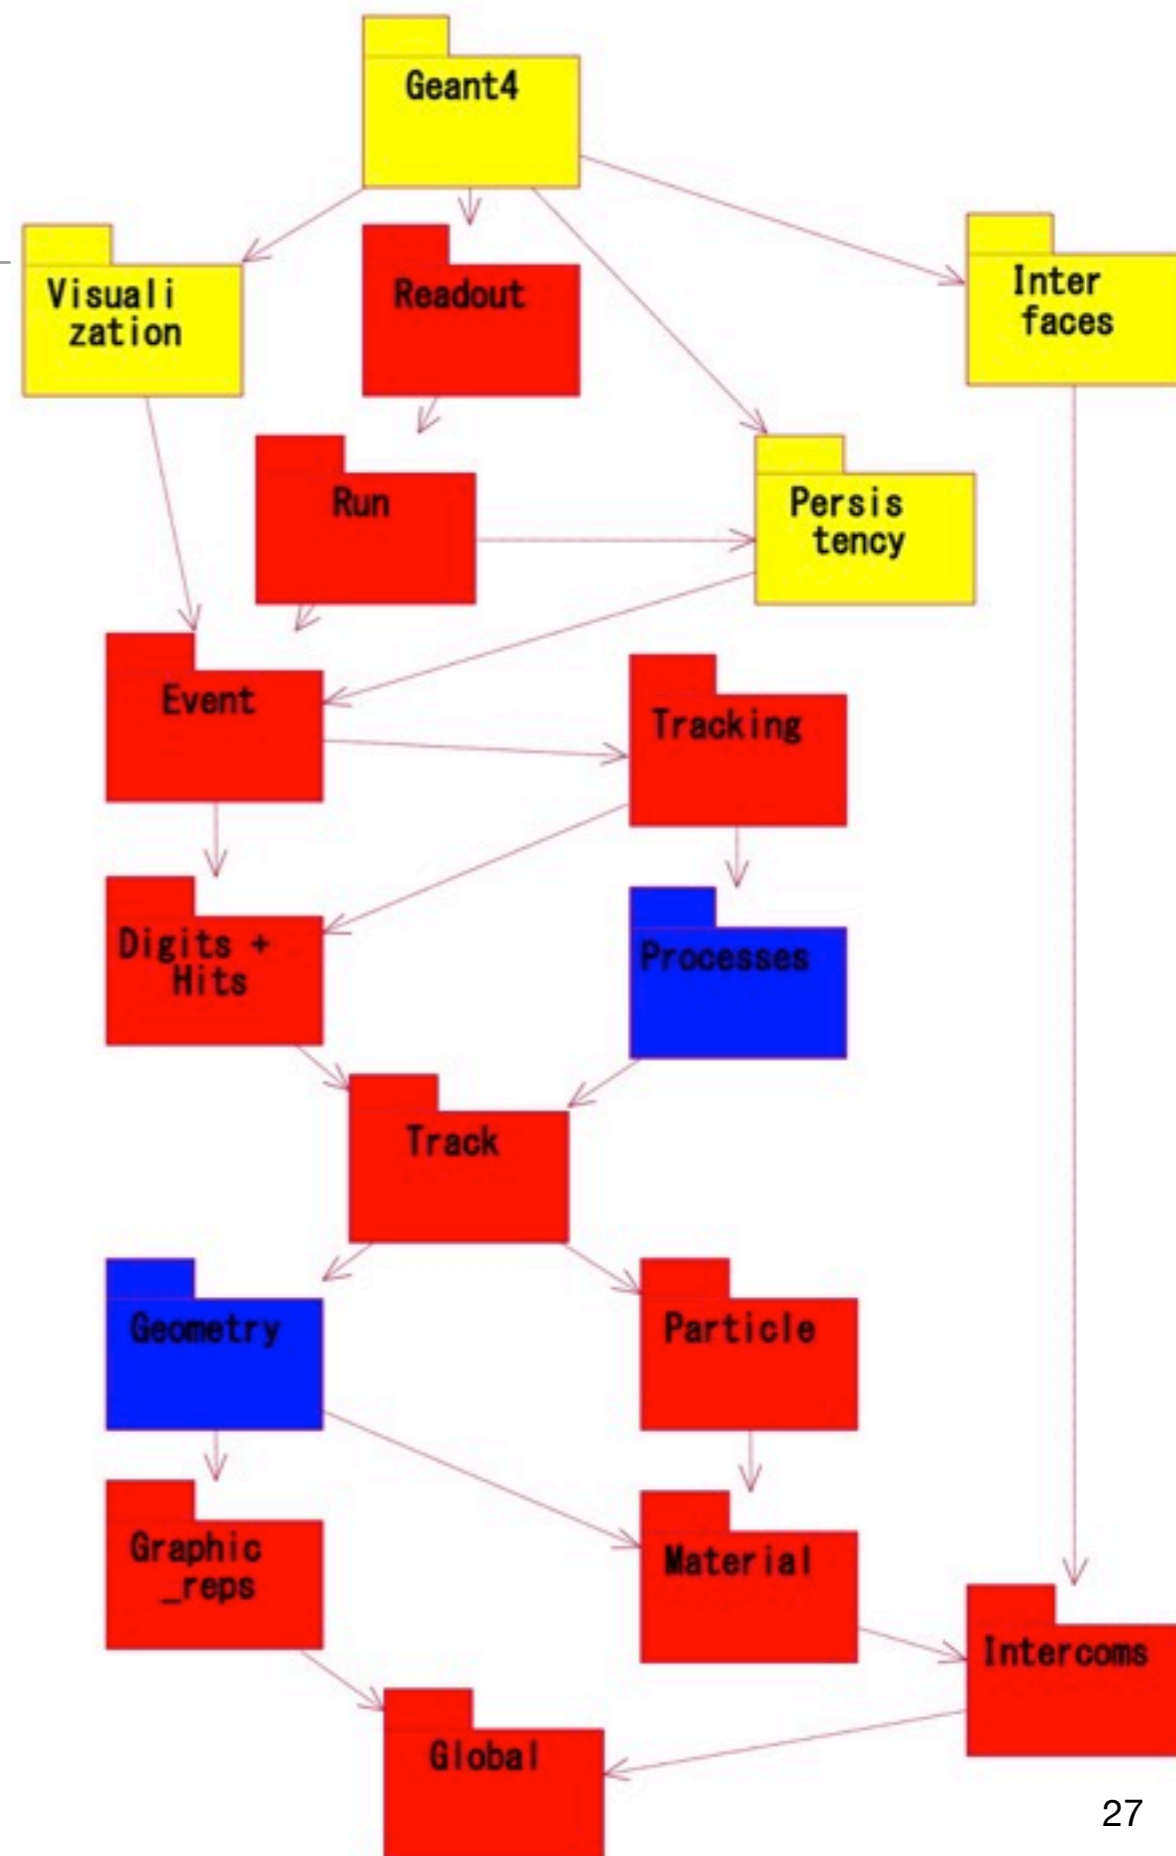 Geant4
Visuali
zation
Readout
Inter
faces
Run
Persis
tency
Event
Tracking
Digits +
Hits
Processes
Track
Geometry
Particle
Graphic
_reps
Material
Intercoms
Global
27